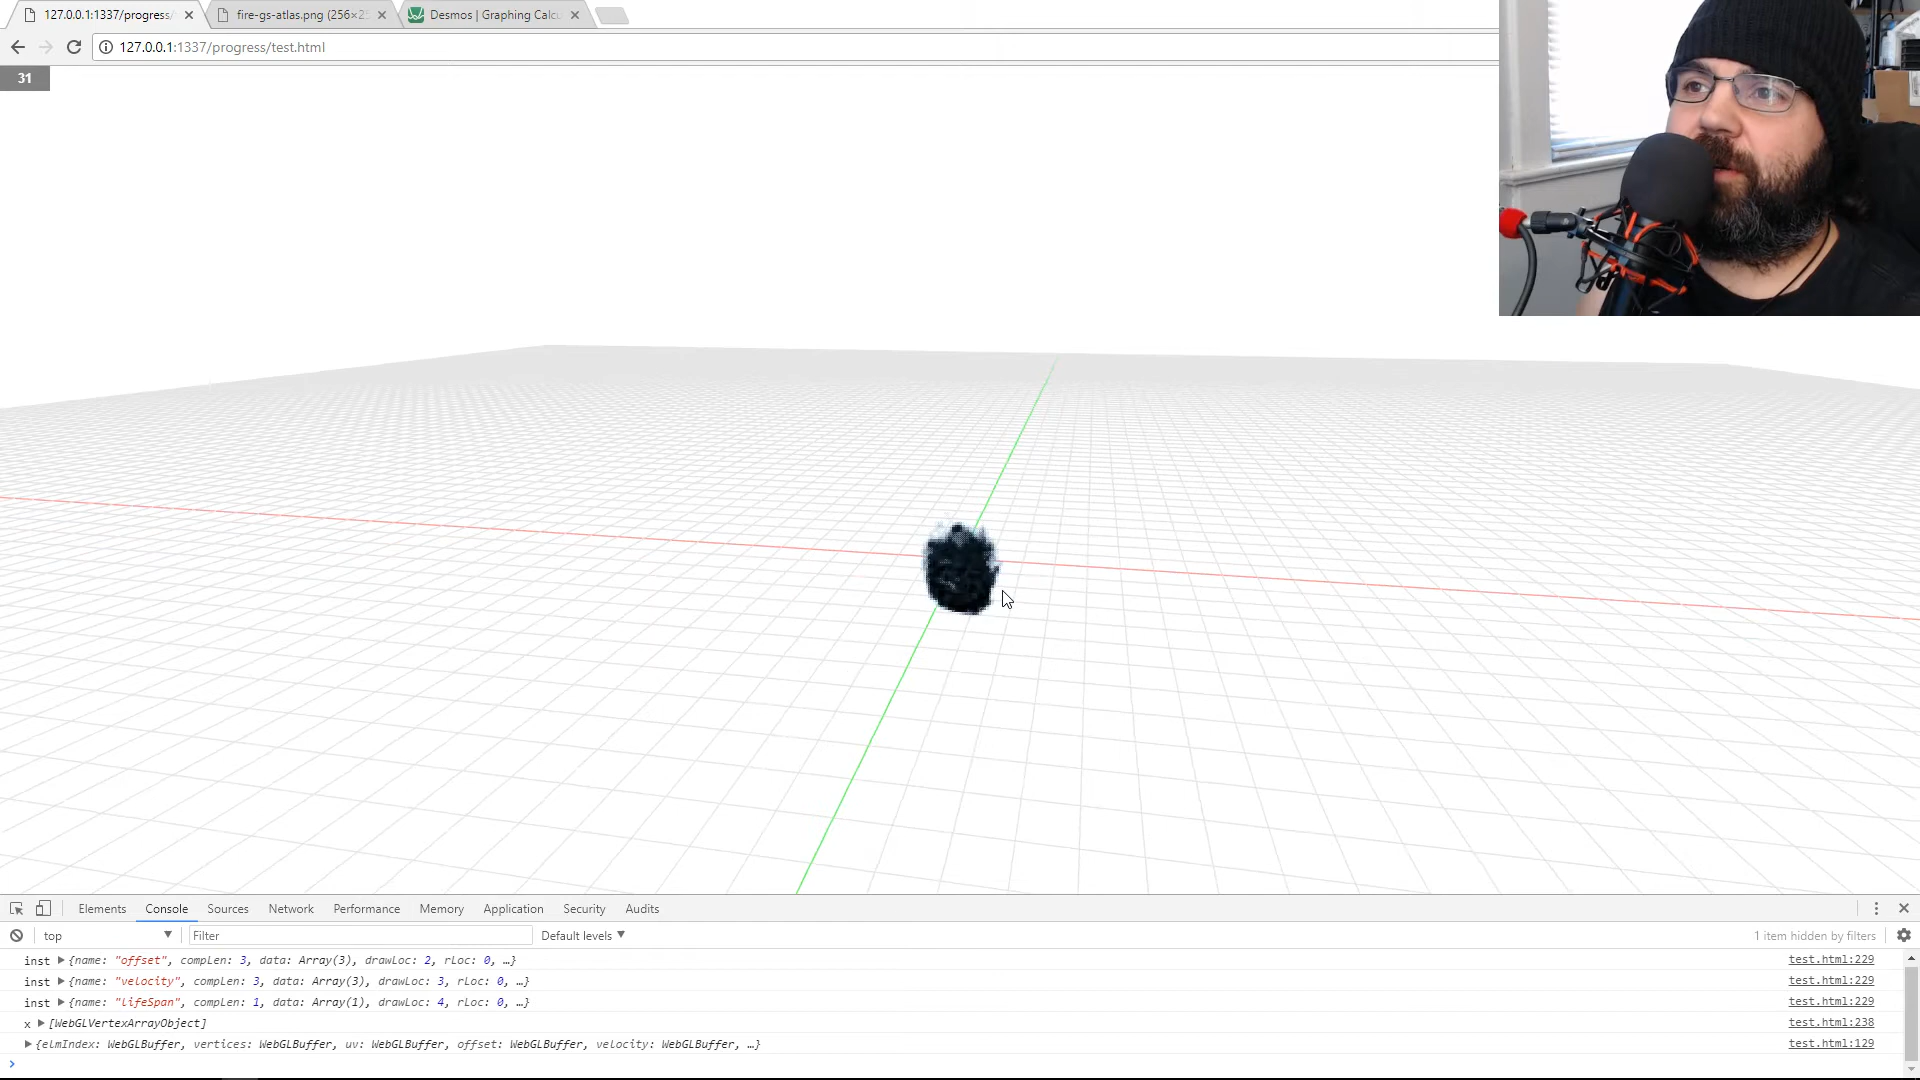 127.0.0.1:1337/progress/
fire-gs-atlas.png (256×25
Desmos | Graphing Calcu
127.0.0.1:1337/progress/test.html
31
Elements Console Sources Network Performance Memory Application Security Audits
top Filter Default levels 1 item hidden by filters
inst {name: "offset", compLen: 3, data: Array(3), drawLoc: 2, rLoc: 0, …} test.html:229
inst {name: "velocity", compLen: 3, data: Array(3), drawLoc: 3, rLoc: 0, …} test.html:229
inst {name: "lifeSpan", compLen: 1, data: Array(1), drawLoc: 4, rLoc: 0, …} test.html:229
x [WebGLVertexArrayObject] test.html:238
{elmIndex: WebGLBuffer, vertices: WebGLBuffer, uv: WebGLBuffer, offset: WebGLBuffer, velocity: WebGLBuffer, …} test.html:129